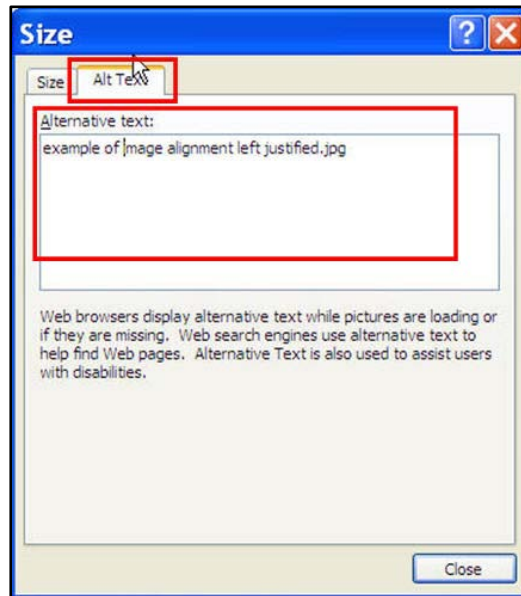 Size
?
Size Alt Text
Alternative text:
example of image alignment left justified.jpg
Web browsers display alternative text while pictures are loading or
if they are missing. Web search engines use alternative text to
help find Web pages. Alternative Text is also used to assist users
with disabilities.
Close